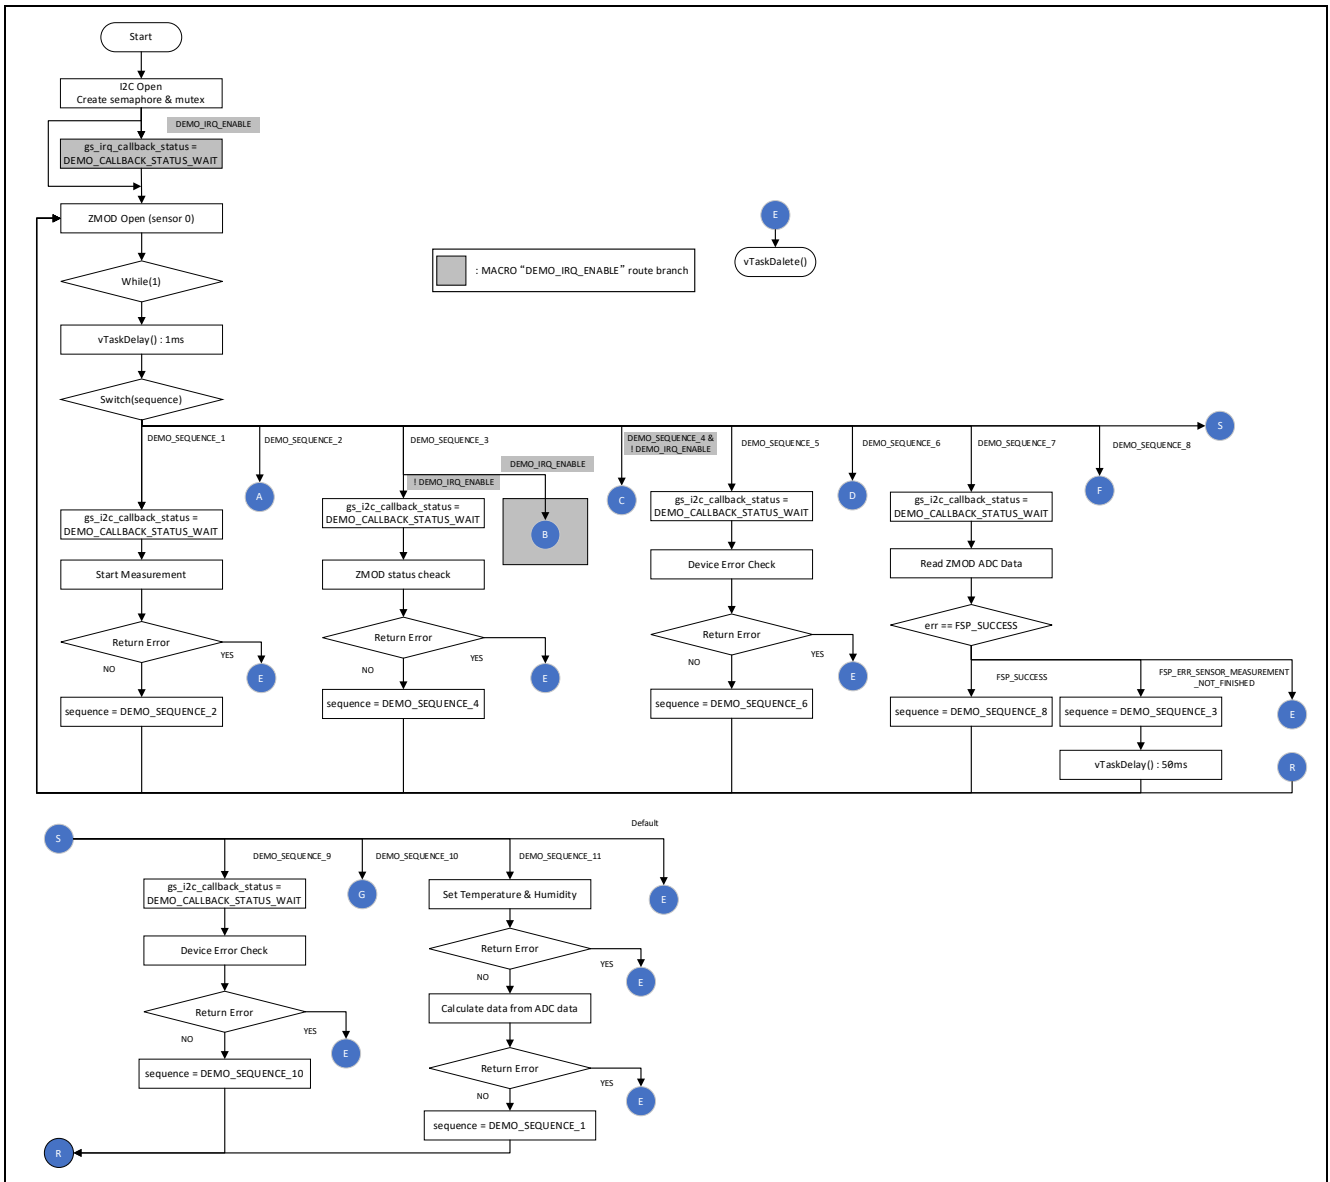 Start
I2C Open
Create semaphore & mutex
DEMO_IRQ_ENABLE
gs_irq_callback_status =
DEMO_CALLBACK_STATUS_WAIT
ZMOD Open (sensor 0)
E
: MACRO “DEMO_IRQ_ENABLE” route branch
vTaskDalete()
While(1)
vTaskDelay() : 1ms
Switch(sequence)
S
DEMO_SEQUENCE_1
DEMO_SEQUENCE_2
DEMO_SEQUENCE_3
DEMO_SEQUENCE_4 &
! DEMO_IRQ_ENABLE
DEMO_SEQUENCE_5
DEMO_SEQUENCE_6
DEMO_SEQUENCE_7
DEMO_SEQUENCE_8
DEMO_IRQ_ENABLE
! DEMO_IRQ_ENABLE
A
C
D
F
gs_i2c_callback_status =
DEMO_CALLBACK_STATUS_WAIT
gs_i2c_callback_status =
DEMO_CALLBACK_STATUS_WAIT
B
gs_i2c_callback_status =
DEMO_CALLBACK_STATUS_WAIT
gs_i2c_callback_status =
DEMO_CALLBACK_STATUS_WAIT
Start Measurement
ZMOD status cheack
Device Error Check
Read ZMOD ADC Data
Return Error
NO
YES
E
Return Error
NO
YES
E
Return Error
NO
YES
E
err == FSP_SUCCESS
FSP_SUCCESS
FSP_ERR_SENSOR_MEASUREMENT
_NOT_FINISHED
sequence = DEMO_SEQUENCE_2
sequence = DEMO_SEQUENCE_4
sequence = DEMO_SEQUENCE_6
sequence = DEMO_SEQUENCE_8
sequence = DEMO_SEQUENCE_3
E
vTaskDelay() : 50ms
R
S
Default
DEMO_SEQUENCE_9
DEMO_SEQUENCE_10
DEMO_SEQUENCE_11
gs_i2c_callback_status =
DEMO_CALLBACK_STATUS_WAIT
G
Set Temperature & Humidity
E
Device Error Check
Return Error
NO
YES
E
Return Error
NO
YES
E
Calculate data from ADC data
sequence = DEMO_SEQUENCE_10
Return Error
NO
YES
E
sequence = DEMO_SEQUENCE_1
R